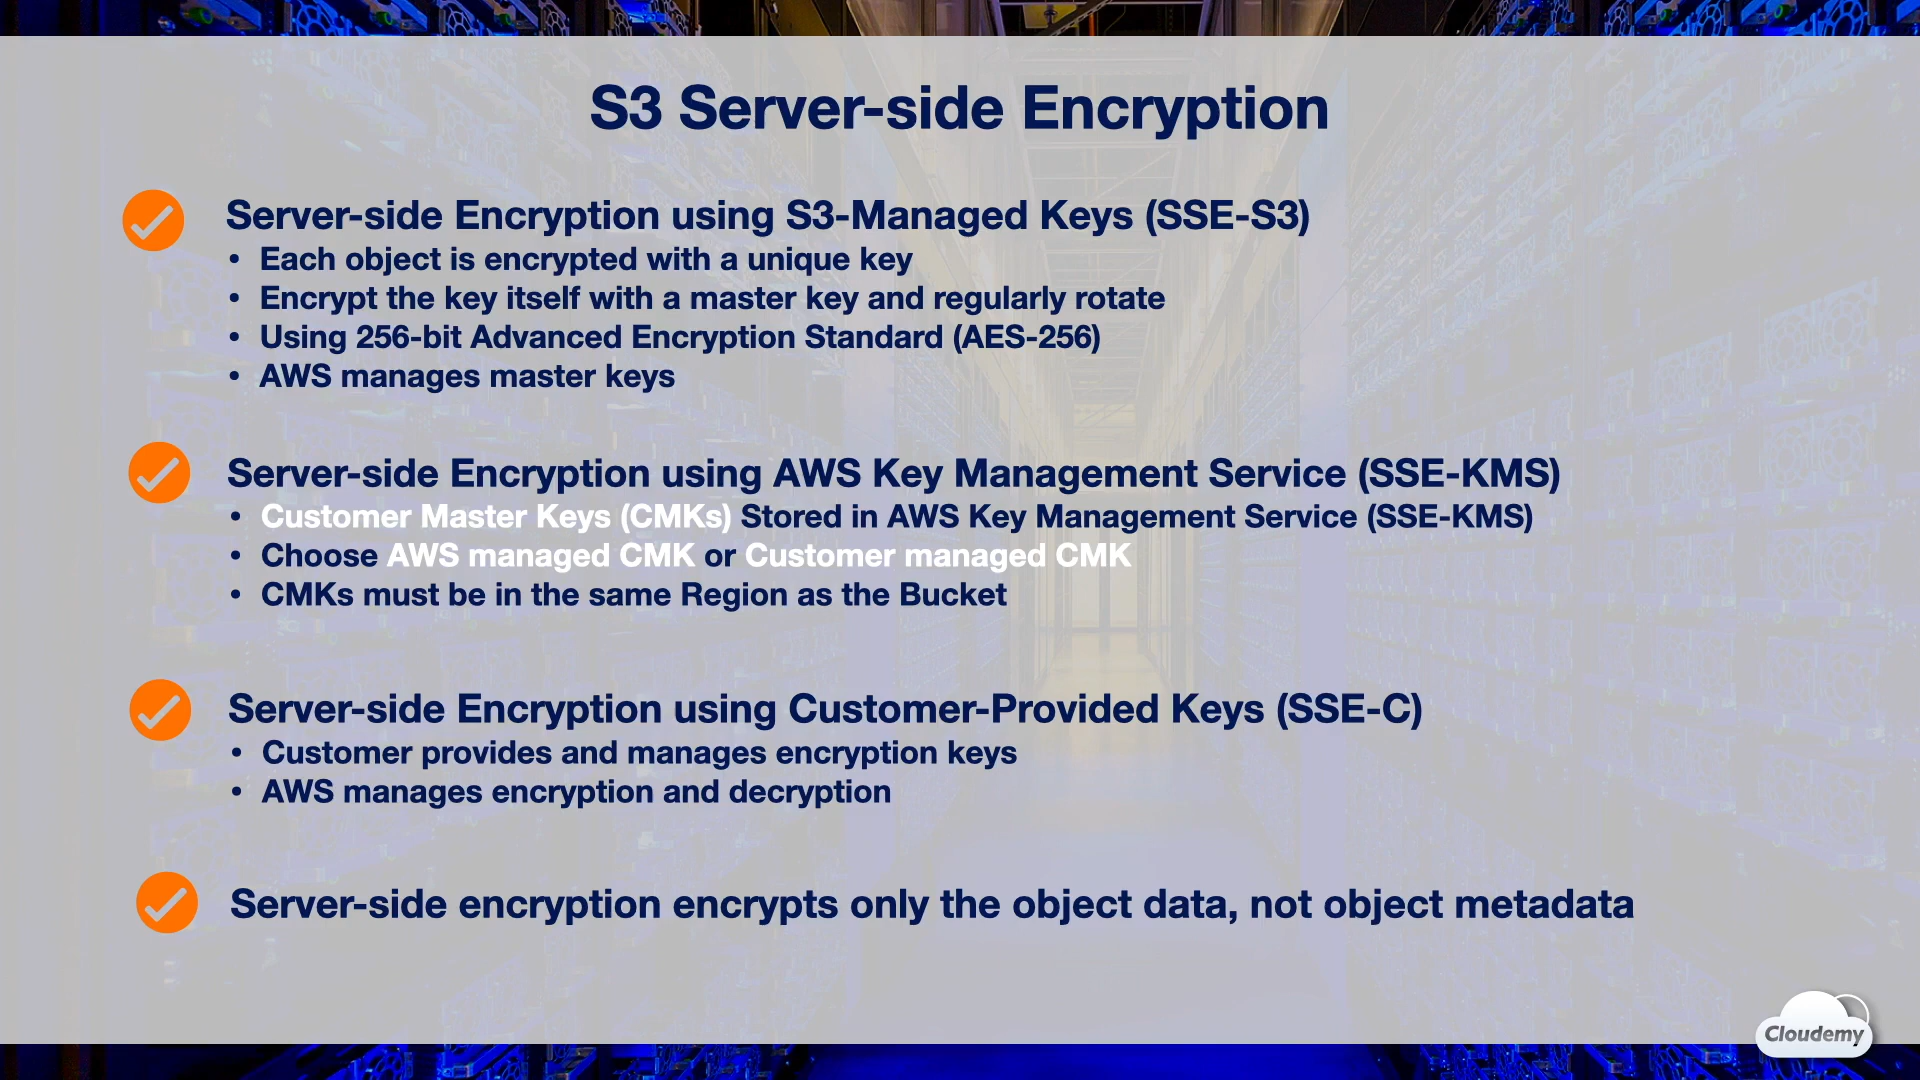 S3 Server-side Encryption
Server-side Encryption using S3-Managed Keys (SSE-S3)
• Each object is encrypted with a unique key
• Encrypt the key itself with a master key and regularly rotate
• Using 256-bit Advanced Encryption Standard (AES-256)
• AWS manages master keys
Server-side Encryption using AWS Key Management Service (SSE-KMS)
• Customer Master Keys (CMKs) Stored in AWS Key Management Service (SSE-KMS)
• Choose AWS managed CMK or Customer managed CMK
• CMKs must be in the same Region as the Bucket
Server-side Encryption using Customer-Provided Keys (SSE-C)
• Customer provides and manages encryption keys
• AWS manages encryption and decryption
Server-side encryption encrypts only the object data, not object metadata
Cloudemy